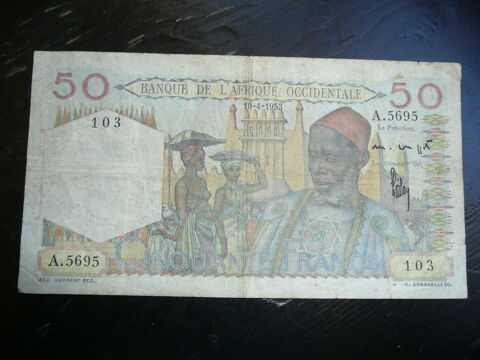 50 BANQUE DE L'AFRIQUE OCCIDENTALE 50
10-4-1953
103 A.5695
Le Président,
A.5695 CINQUANTE FRANCS 103